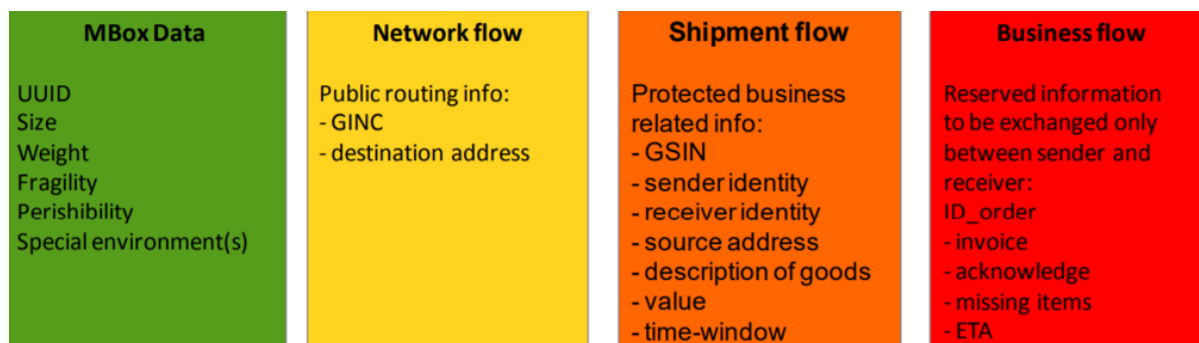 MBox Data
UUID
Size
Weight
Fragility
Perishibility
Special environment(s)
Network flow
Public routing info:
- GINC
- destination address
Shipment flow
Protected business
related info:
- GSIN
- sender identity
- receiver identity
- source address
- description of goods
- value
- time-window
Business flow
Reserved information
to be exchanged only
between sender and
receiver:
ID_order
- invoice
- acknowledge
- missing items
- ETA